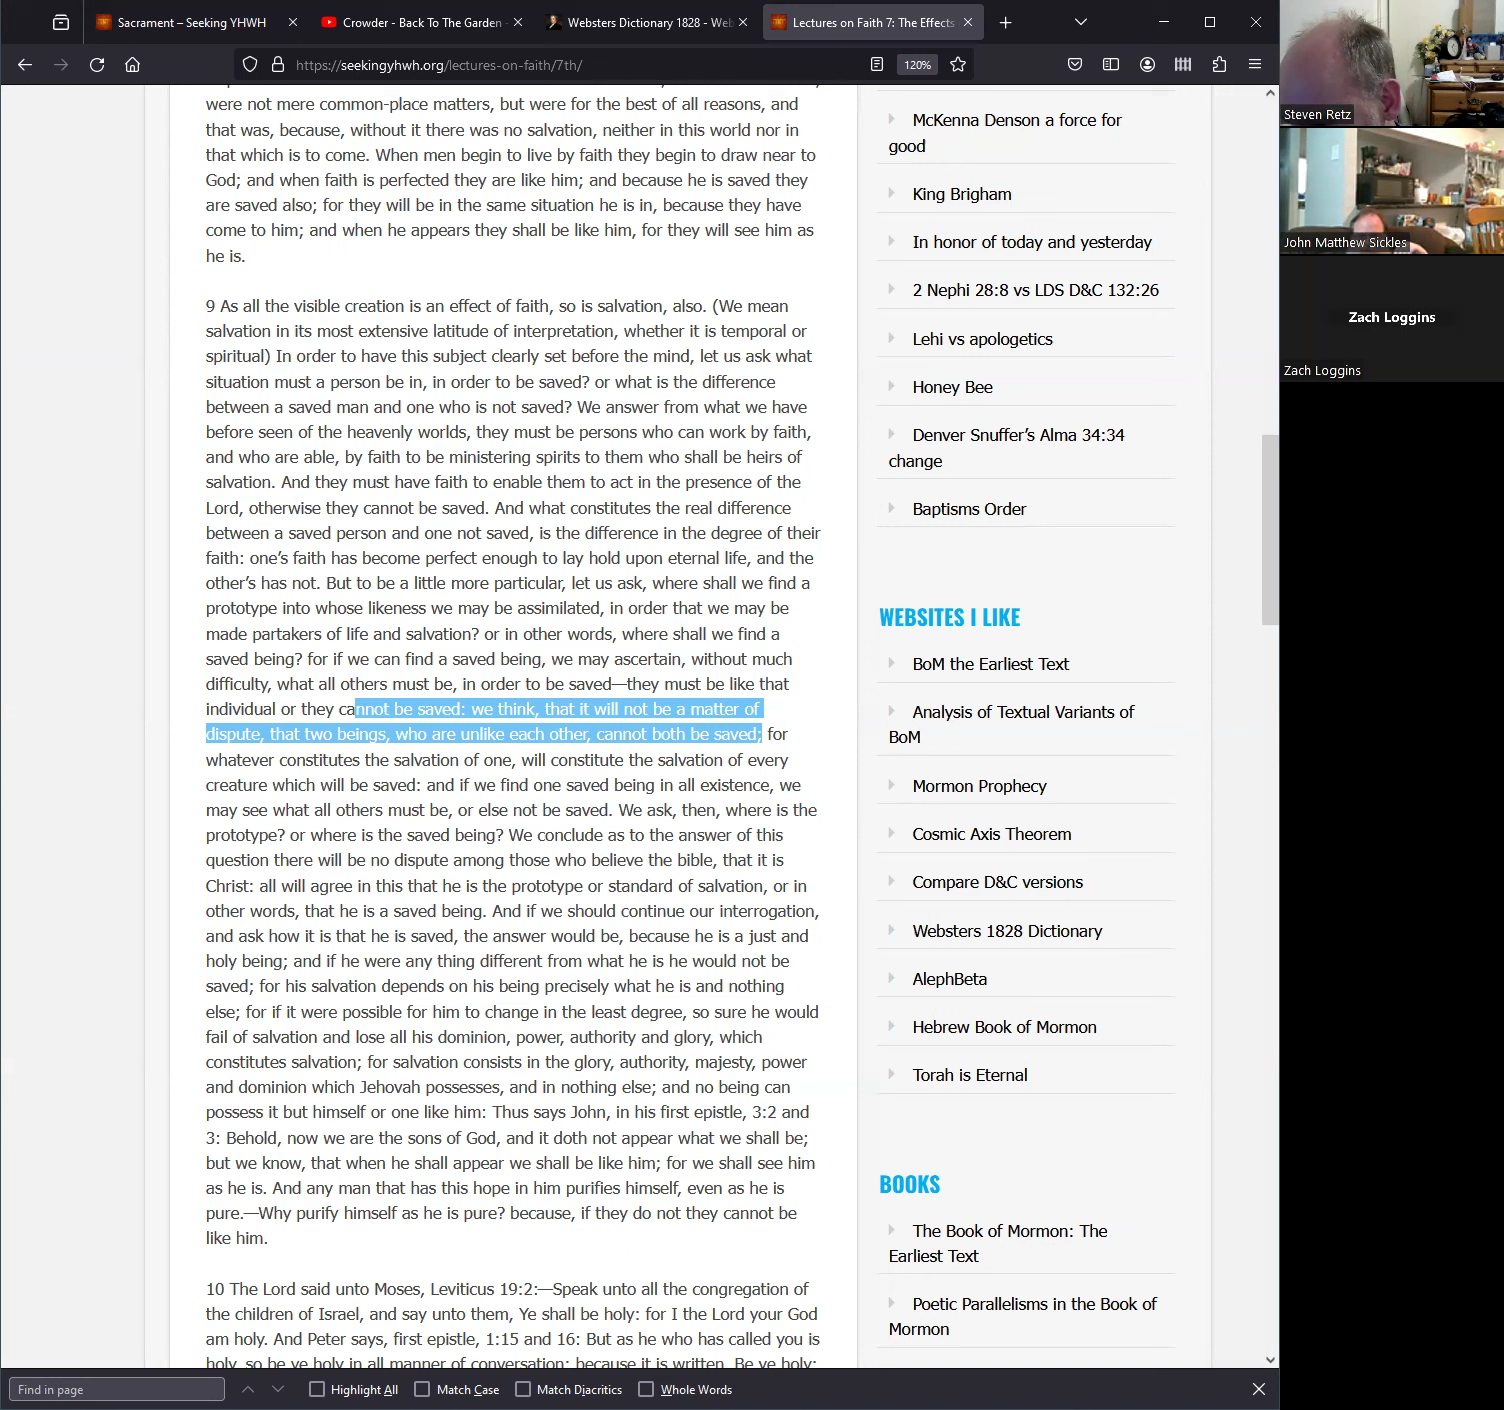 Sacrament – Seeking YHWH
Crowder - Back To The Garden
Websters Dictionary 1828 - Web
Lectures on Faith 7: The Effects
https://seekingyhwh.org/lectures-on-faith/7th/
120%
were not mere common-place matters, but were for the best of all reasons, and
that was, because, without it there was no salvation, neither in this world nor in
that which is to come. When men begin to live by faith they begin to draw near to
God; and when faith is perfected they are like him; and because he is saved they
are saved also; for they will be in the same situation he is in, because they have
come to him; and when he appears they shall be like him, for they will see him as
he is.
9 As all the visible creation is an effect of faith, so is salvation, also. (We mean
salvation in its most extensive latitude of interpretation, whether it is temporal or
spiritual) In order to have this subject clearly set before the mind, let us ask what
situation must a person be in, in order to be saved? or what is the difference
between a saved man and one who is not saved? We answer from what we have
before seen of the heavenly worlds, they must be persons who can work by faith,
and who are able, by faith to be ministering spirits to them who shall be heirs of
salvation. And they must have faith to enable them to act in the presence of the
Lord, otherwise they cannot be saved. And what constitutes the real difference
between a saved person and one not saved, is the difference in the degree of their
faith: one’s faith has become perfect enough to lay hold upon eternal life, and the
other’s has not. But to be a little more particular, let us ask, where shall we find a
prototype into whose likeness we may be assimilated, in order that we may be
made partakers of life and salvation? or in other words, where shall we find a
saved being? for if we can find a saved being, we may ascertain, without much
difficulty, what all others must be, in order to be saved—they must be like that
individual or they cannot be saved: we think, that it will not be a matter of
dispute, that two beings, who are unlike each other, cannot both be saved; for
whatever constitutes the salvation of one, will constitute the salvation of every
creature which will be saved: and if we find one saved being in all existence, we
may see what all others must be, or else not be saved. We ask, then, where is the
prototype? or where is the saved being? We conclude as to the answer of this
question there will be no dispute among those who believe the bible, that it is
Christ: all will agree in this that he is the prototype or standard of salvation, or in
other words, that he is a saved being. And if we should continue our interrogation,
and ask how it is that he is saved, the answer would be, because he is a just and
holy being; and if he were any thing different from what he is he would not be
saved; for his salvation depends on his being precisely what he is and nothing
else; for if it were possible for him to change in the least degree, so sure he would
fail of salvation and lose all his dominion, power, authority and glory, which
constitutes salvation; for salvation consists in the glory, authority, majesty, power
and dominion which Jehovah possesses, and in nothing else; and no being can
possess it but himself or one like him: Thus says John, in his first epistle, 3:2 and
3: Behold, now we are the sons of God, and it doth not appear what we shall be;
but we know, that when he shall appear we shall be like him; for we shall see him
as he is. And any man that has this hope in him purifies himself, even as he is
pure.—Why purify himself as he is pure? because, if they do not they cannot be
like him.
10 The Lord said unto Moses, Leviticus 19:2:—Speak unto all the congregation of
the children of Israel, and say unto them, Ye shall be holy: for I the Lord your God
am holy. And Peter says, first epistle, 1:15 and 16: But as he who has called you is
holy, so be ye holy in all manner of conversation; because it is written, Be ye holy;
McKenna Denson a force for
good
King Brigham
In honor of today and yesterday
2 Nephi 28:8 vs LDS D&C 132:26
Lehi vs apologetics
Honey Bee
Denver Snuffer’s Alma 34:34
change
Baptisms Order
WEBSITES I LIKE
BoM the Earliest Text
Analysis of Textual Variants of
BoM
Mormon Prophecy
Cosmic Axis Theorem
Compare D&C versions
Websters 1828 Dictionary
AlephBeta
Hebrew Book of Mormon
Torah is Eternal
BOOKS
The Book of Mormon: The
Earliest Text
Poetic Parallelisms in the Book of
Mormon
Steven Retz
John Matthew Sickles
Zach Loggins
Zach Loggins
Find in page
Highlight All
Match Case
Match Diacritics
Whole Words